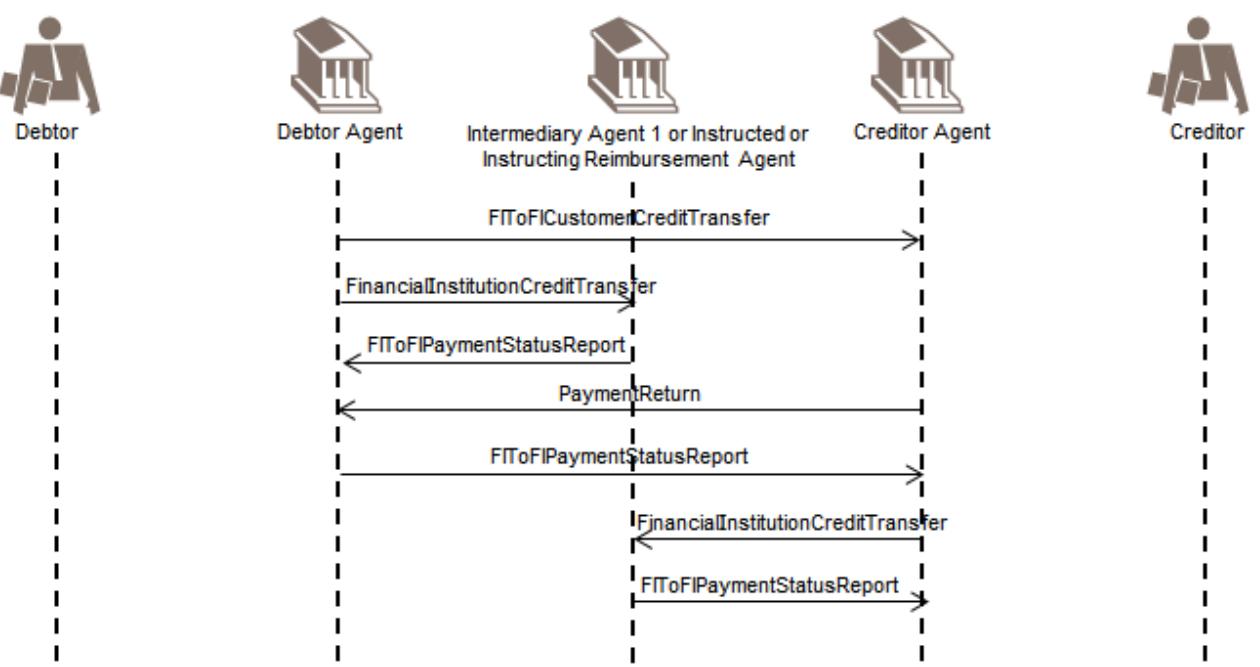 Debtor
Debtor Agent
Intermediary Agent 1 or Instructed or
Instructing Reimbursement Agent
Creditor Agent
Creditor
FIToFICustomerCreditTransfer
FinancialInstitutionCreditTransfer
FIToFIPaymentStatusReport
PaymentReturn
FIToFIPaymentStatusReport
FinancialInstitutionCreditTransfer
FIToFIPaymentStatusReport